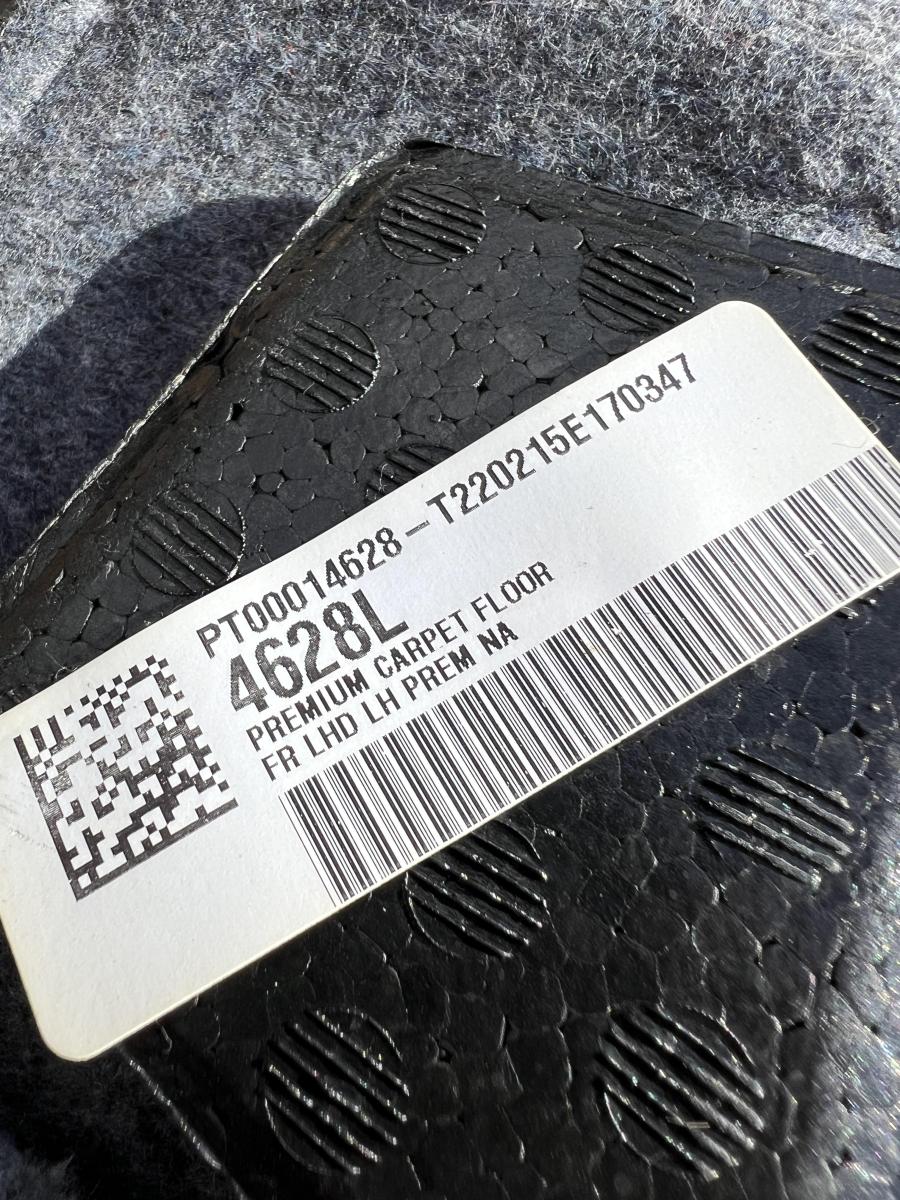 PT00014628-T220215E170347
4628L
PREMIUM CARPET FLOOR
FR LHD LH PREM NA